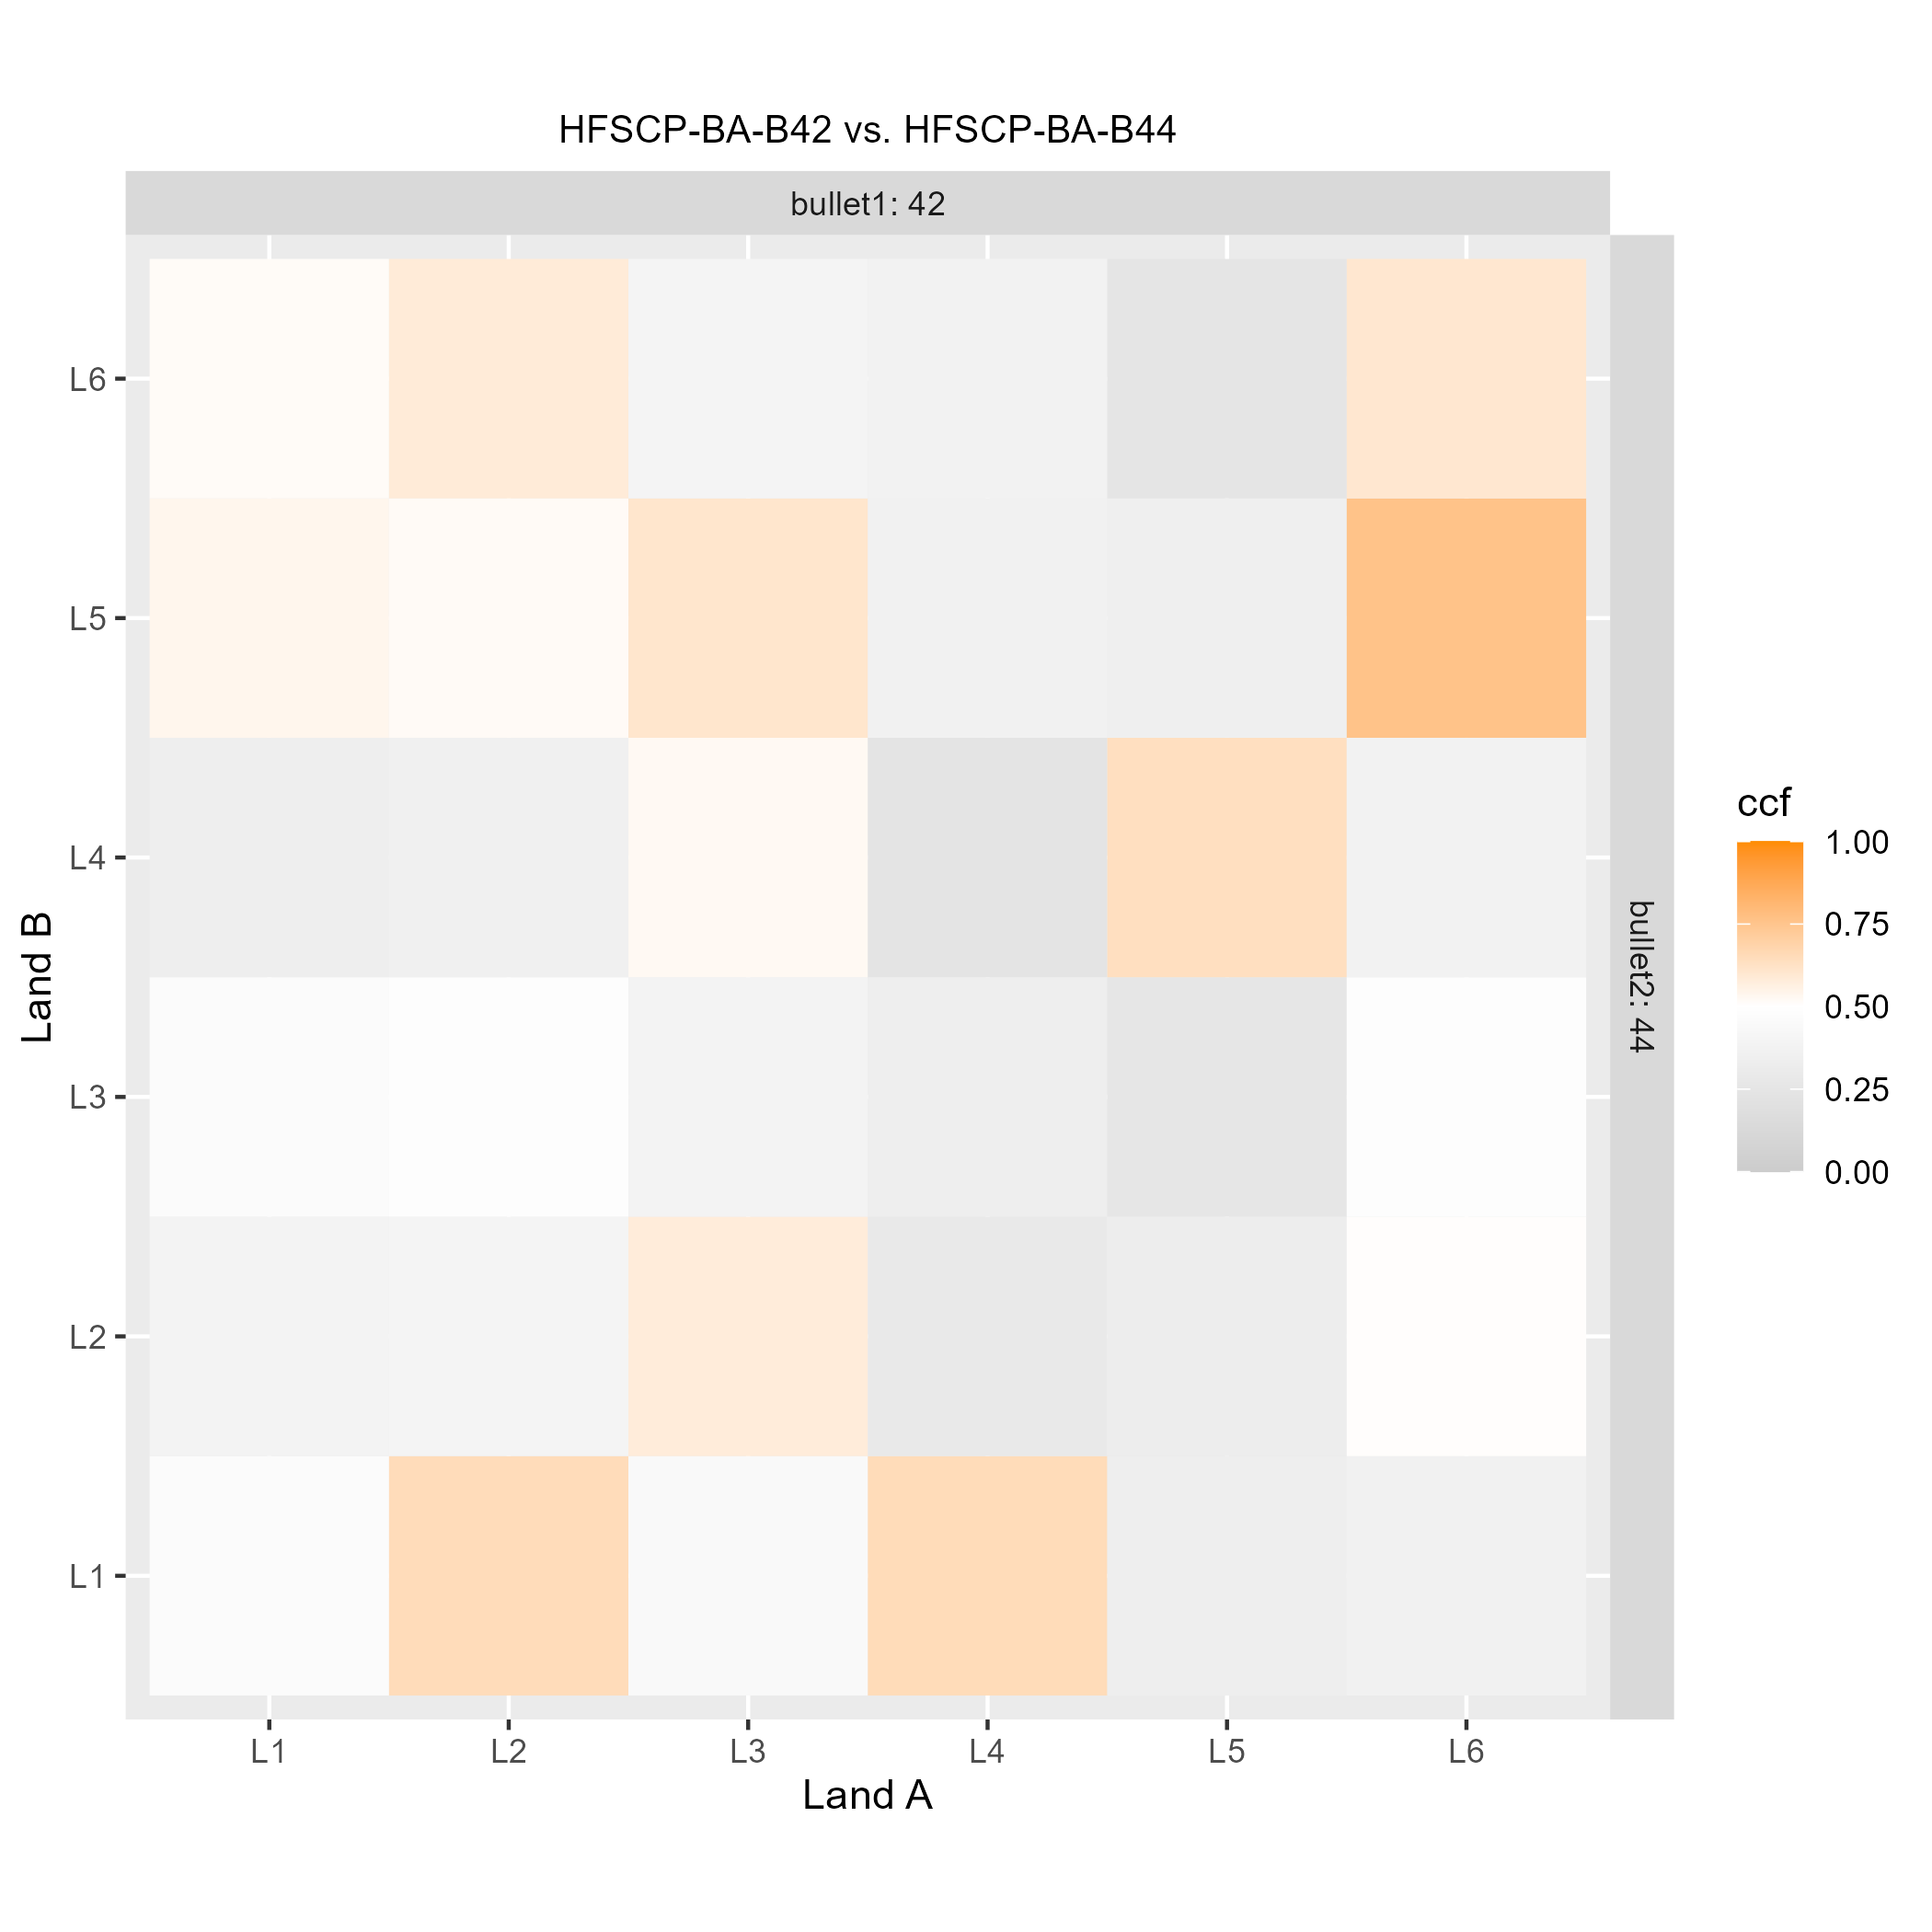 HFSCP-BA-B42 vs. HFSCP-BA-B44
bullet1: 42
L6
L5
L4
L3
L2
L1
Land B
bullet2: 44
L1 L2 L3 L4 L5 L6
Land A
ccf
1.00
0.75
0.50
0.25
0.00